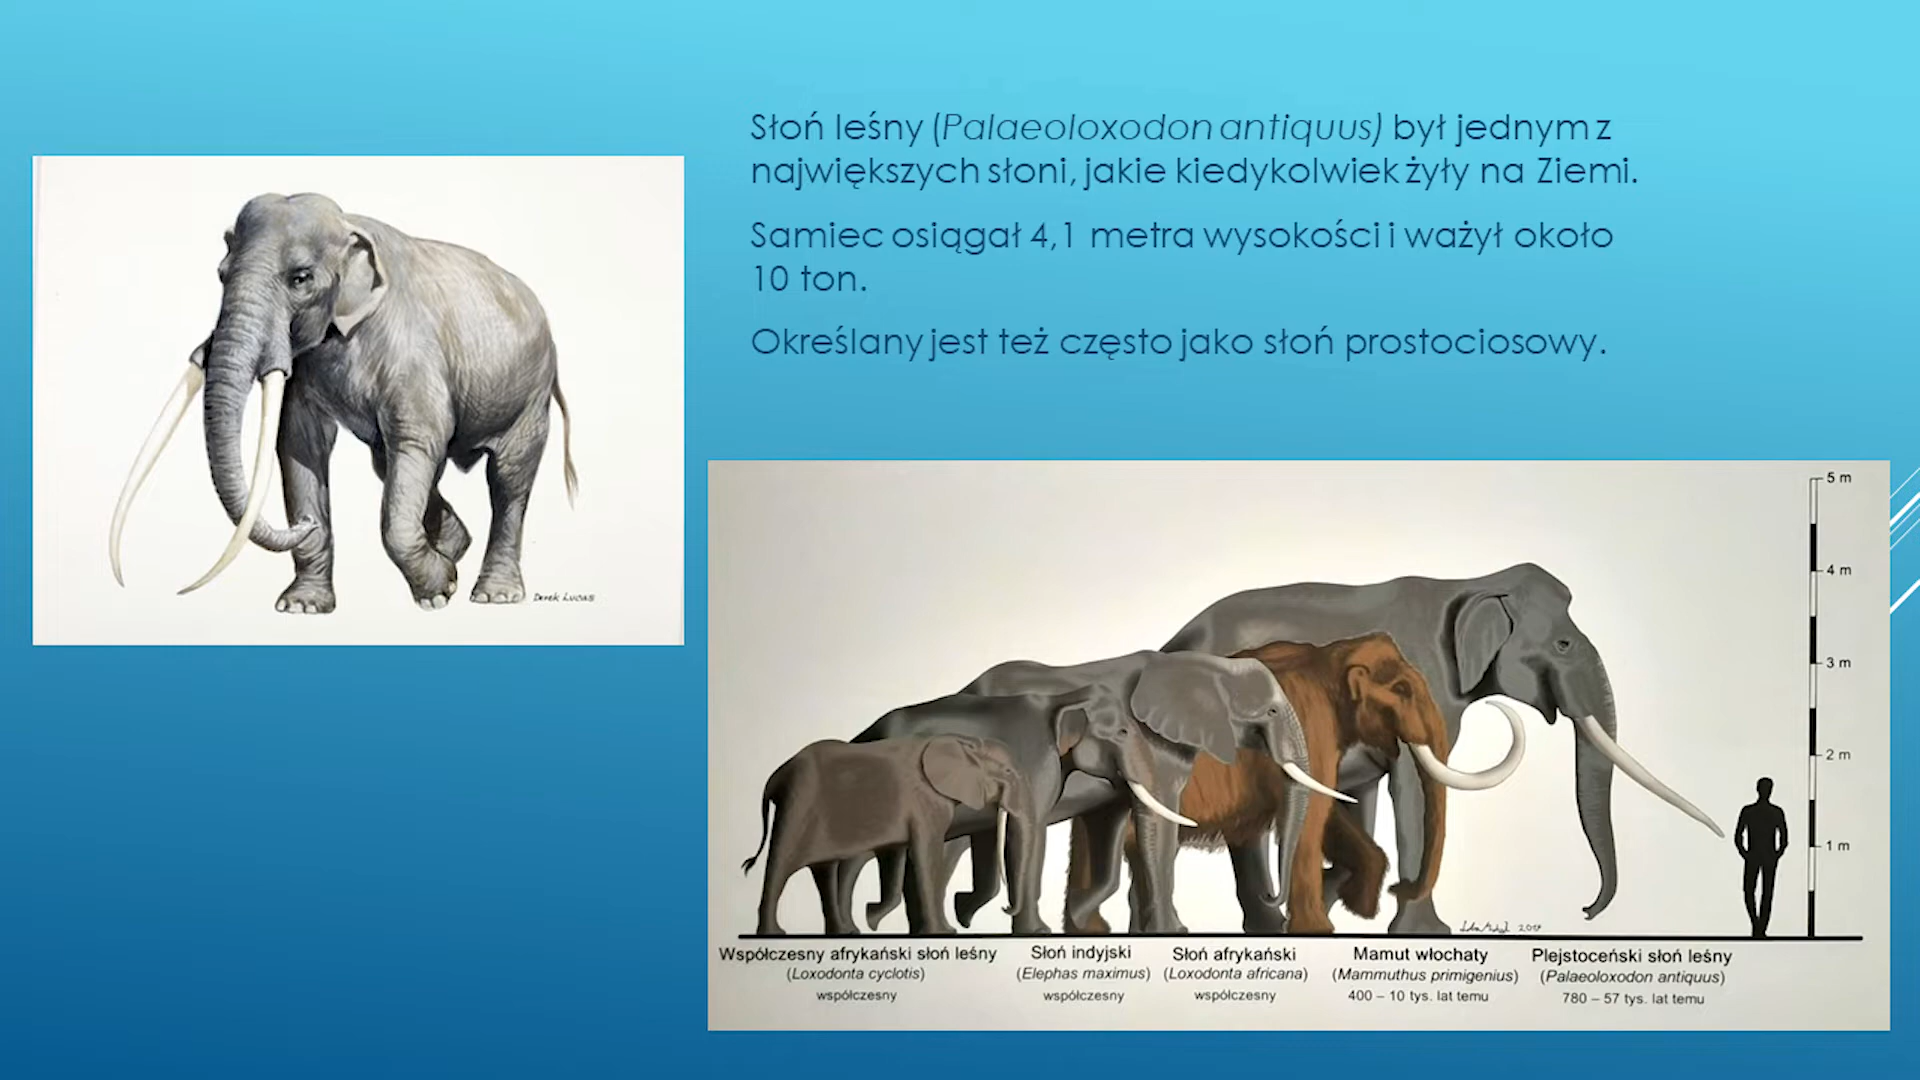 Słoń leśny (Palaeoloxodon antiquus) był jednym z
największych słoni, jakie kiedykolwiek żyły na Ziemi.
Samiec osiągał 4,1 metra wysokości i ważył około
10 ton.
Określany jest też często jako słoń prostociosowy.
Derek Lucas
5 m
4 m
3 m
2 m
1 m
2017
Współczesny afrykański słoń leśny
(Loxodonta cyclotis)
współczesny
Słoń indyjski
(Elephas maximus)
współczesny
Słoń afrykański
(Loxodonta africana)
współczesny
Mamut włochaty
(Mammuthus primigenius)
400 – 10 tys. lat temu
Plejstoceński słoń leśny
(Palaeoloxodon antiquus)
780 – 57 tys. lat temu